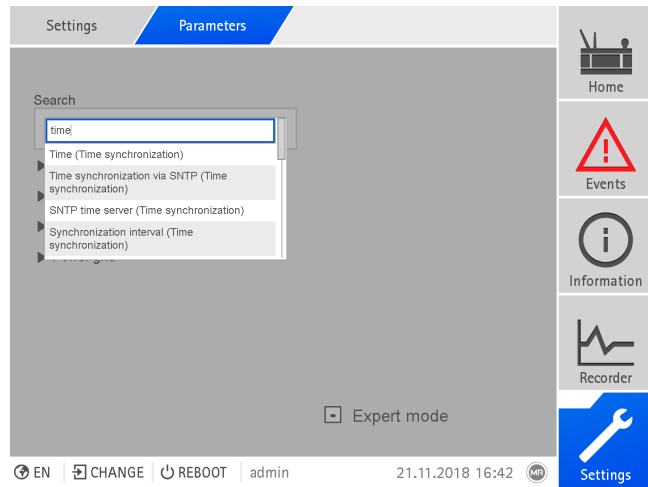 Settings
Parameters
Search
time
Time (Time synchronization)
Time synchronization via SNTP (Time
synchronization)
SNTP time server (Time synchronization)
Synchronization interval (Time
synchronization)
Home
Events
Information
Recorder
Settings
Expert mode
EN
CHANGE
REBOOT
admin
21.11.2018 16:42
MR